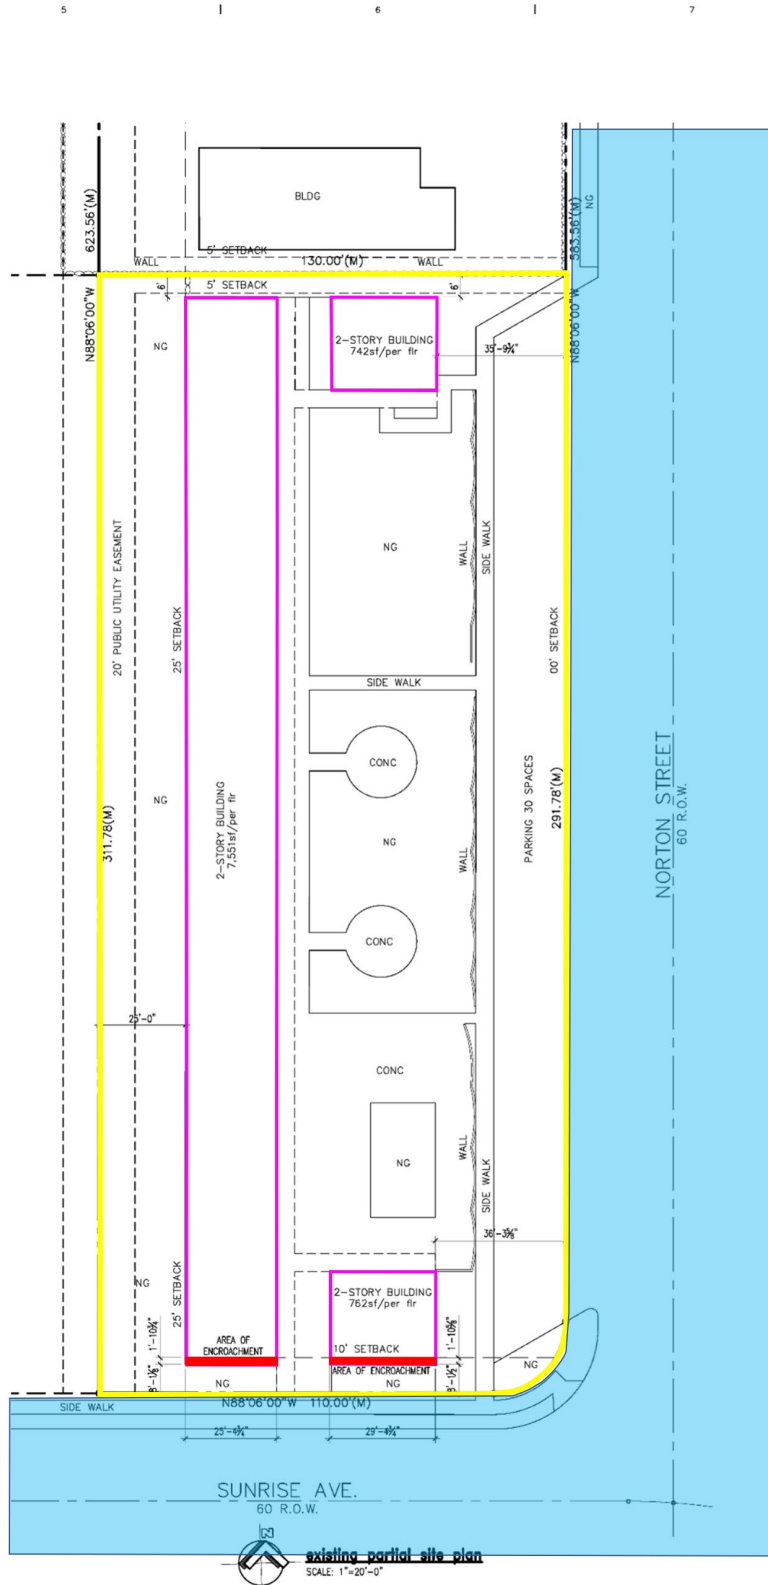 5
6
7
BLDG
NG
623.56'(M)
583.56'(M)
5' SETBACK
WALL
130.00'(M)
WALL
5' SETBACK
6'
6'
N88°06'00"W
N88°06'00"W
NG
2-STORY BUILDING
742sf/per flr
35'-9¾"
20' PUBLIC UTILITY EASEMENT
25' SETBACK
NG
WALL
SIDE WALK
00' SETBACK
SIDE WALK
CONC
NG
NG
2-STORY BUILDING
7,551sf/per flr
311.78(M)
WALL
PARKING 30 SPACES
291.78'(M)
NORTON STREET
60 R.O.W.
CONC
25'-0"
CONC
NG
WALL
SIDE WALK
36'-3⅝"
NG
25' SETBACK
2-STORY BUILDING
762sf/per flr
AREA OF
ENCROACHMENT
10' SETBACK
AREA OF ENCROACHMENT
NG
NG
NG
8'-1½"
SIDE WALK
N88°06'00"W 110.00'(M)
25'-4¾"
29'-4¾"
SUNRISE AVE.
60 R.O.W.
N
existing partial site plan
SCALE: 1"=20'-0"